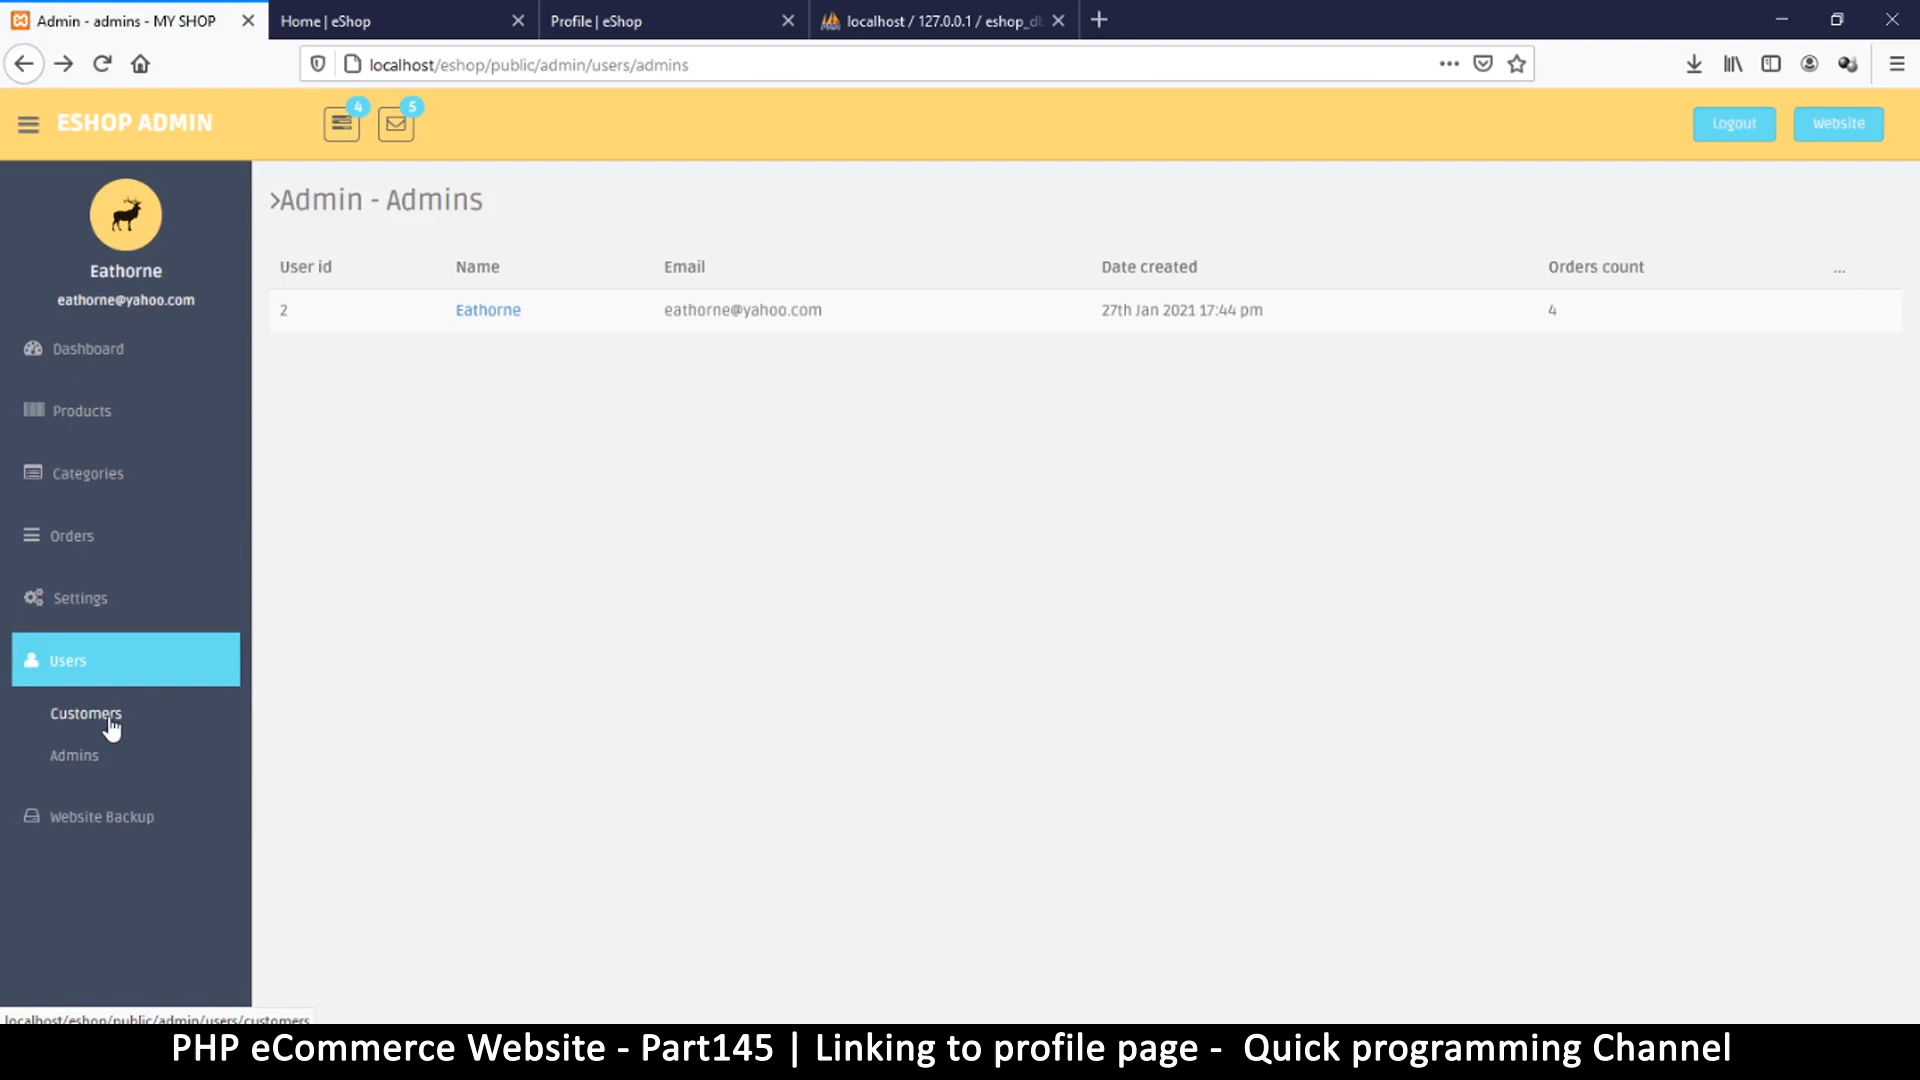 Admin - admins - MY SHOP
Home | eShop
Profile | eShop
localhost / 127.0.0.1 / eshop_db
localhost/eshop/public/admin/users/admins
ESHOP ADMIN
4
5
Logout
Website
Eathorne
eathorne@yahoo.com
Dashboard
Products
Categories
Orders
Settings
Users
Customers
Admins
Website Backup
>Admin - Admins
User id Name Email Date created Orders count ...
2 Eathorne eathorne@yahoo.com 27th Jan 2021 17:44 pm 4
localhost/eshop/public/admin/users/customers
PHP eCommerce Website - Part145 | Linking to profile page - Quick programming Channel